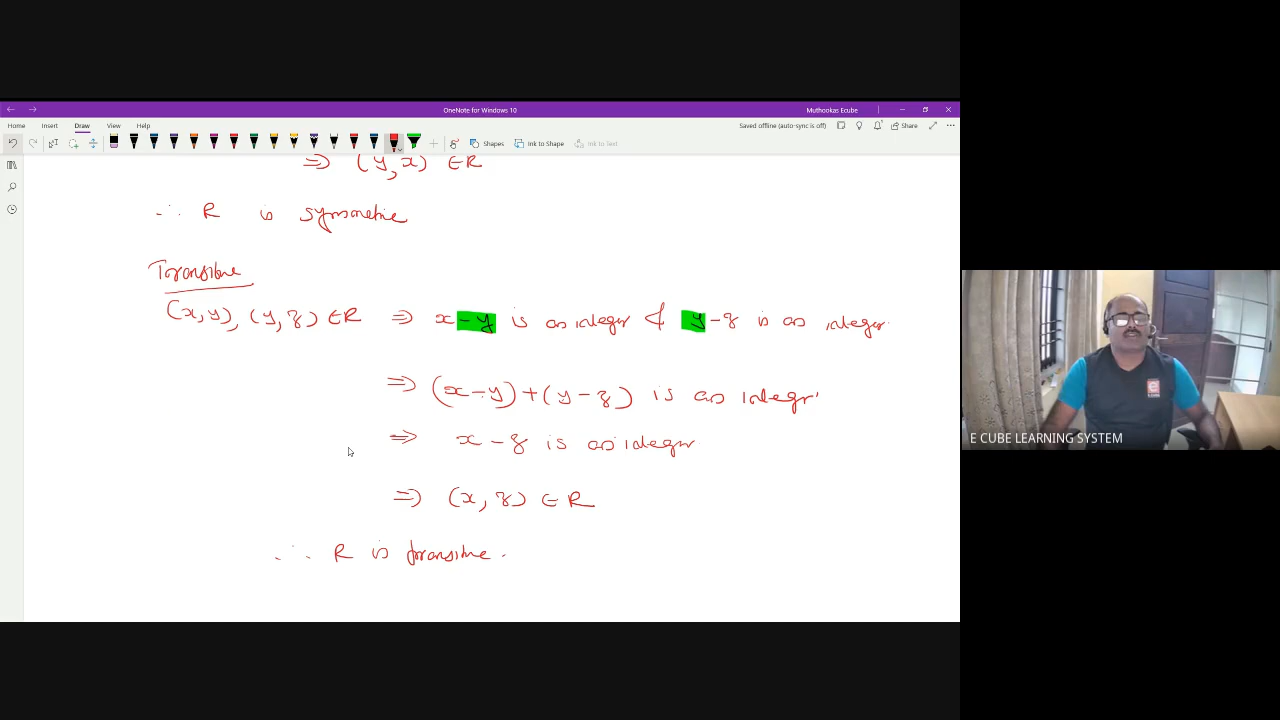 OneNote for Windows 10
Muthookas Ecube
Home Insert Draw View Help
Saved offline (auto-sync is off) Share
Shapes Ink to Shape Ink to Text
⇒ (y, x) ∈R
∴ R is symmetric
Transitive
(x,y), (y, z) ∈R ⇒ x - y is an integer & y-z is an integer.
⇒ (x-y)+(y-z) is an integer
⇒ x - z is an integer
⇒ (x, z) ∈ R
∴ R is transitive.
E CUBE LEARNING SYSTEM